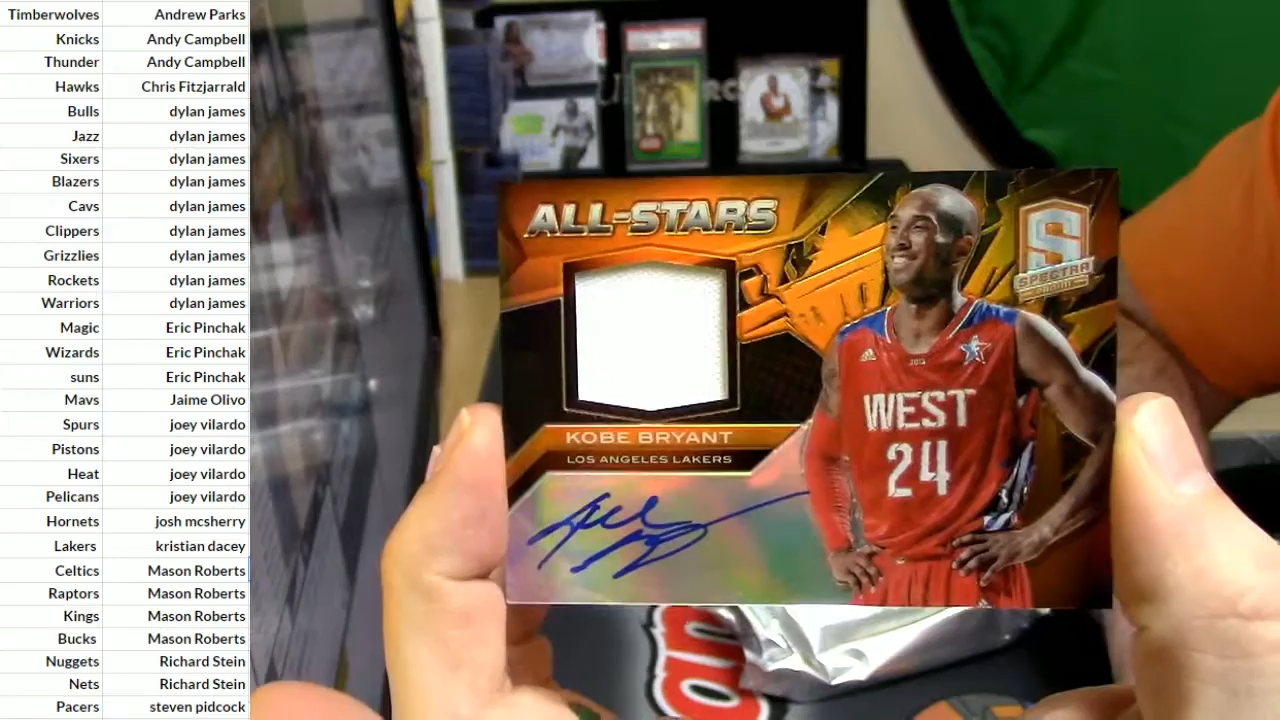 Timberwolves Andrew Parks
Knicks Andy Campbell
Thunder Andy Campbell
Hawks Chris Fitzjarrald
Bulls dylan james
Jazz dylan james
Sixers dylan james
Blazers dylan james
Cavs dylan james
Clippers dylan james
Grizzlies dylan james
Rockets dylan james
Warriors dylan james
Magic Eric Pinchak
Wizards Eric Pinchak
suns Eric Pinchak
Mavs Jaime Olivo
Spurs joey vilardo
Pistons joey vilardo
Heat joey vilardo
Pelicans joey vilardo
Hornets josh mcsherry
Lakers kristian dacey
Celtics Mason Roberts
Raptors Mason Roberts
Kings Mason Roberts
Bucks Mason Roberts
Nuggets Richard Stein
Nets Richard Stein
Pacers steven pidcock
ALL-STARS
S
SPECTRA
KOBE BRYANT
LOS ANGELES LAKERS
WEST
24